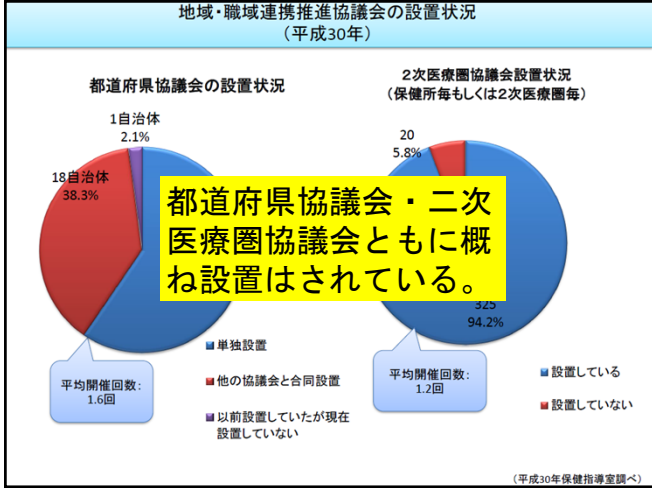 地域・職域連携推進協議会の設置状況
（平成30年）
都道府県協議会の設置状況
1自治体
2.1%
18自治体
38.3%
平均開催回数：
1.6回
単独設置
他の協議会と合同設置
以前設置していたが現在
設置していない
2次医療圏協議会設置状況
（保健所毎もしくは2次医療圏毎）
20
5.8%
325
94.2%
平均開催回数：
1.2回
設置している
設置していない
都道府県協議会・二次
医療圏協議会ともに概
ね設置はされている。
（平成30年保健指導室調べ）